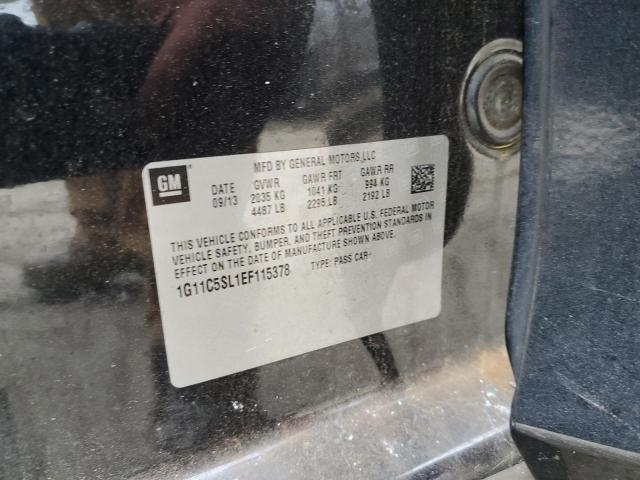 GM
MFD BY GENERAL MOTORS LLC
DATE GVWR GAWR FRT GAWR RR
09/13 2035 KG 1041 KG 994 KG
4487 LB 2295 LB 2192 LB
THIS VEHICLE CONFORMS TO ALL APPLICABLE U.S. FEDERAL MOTOR
VEHICLE SAFETY, BUMPER, AND THEFT PREVENTION STANDARDS IN
EFFECT ON THE DATE OF MANUFACTURE SHOWN ABOVE.
1G11C5SL1EF115378 TYPE: PASS CAR